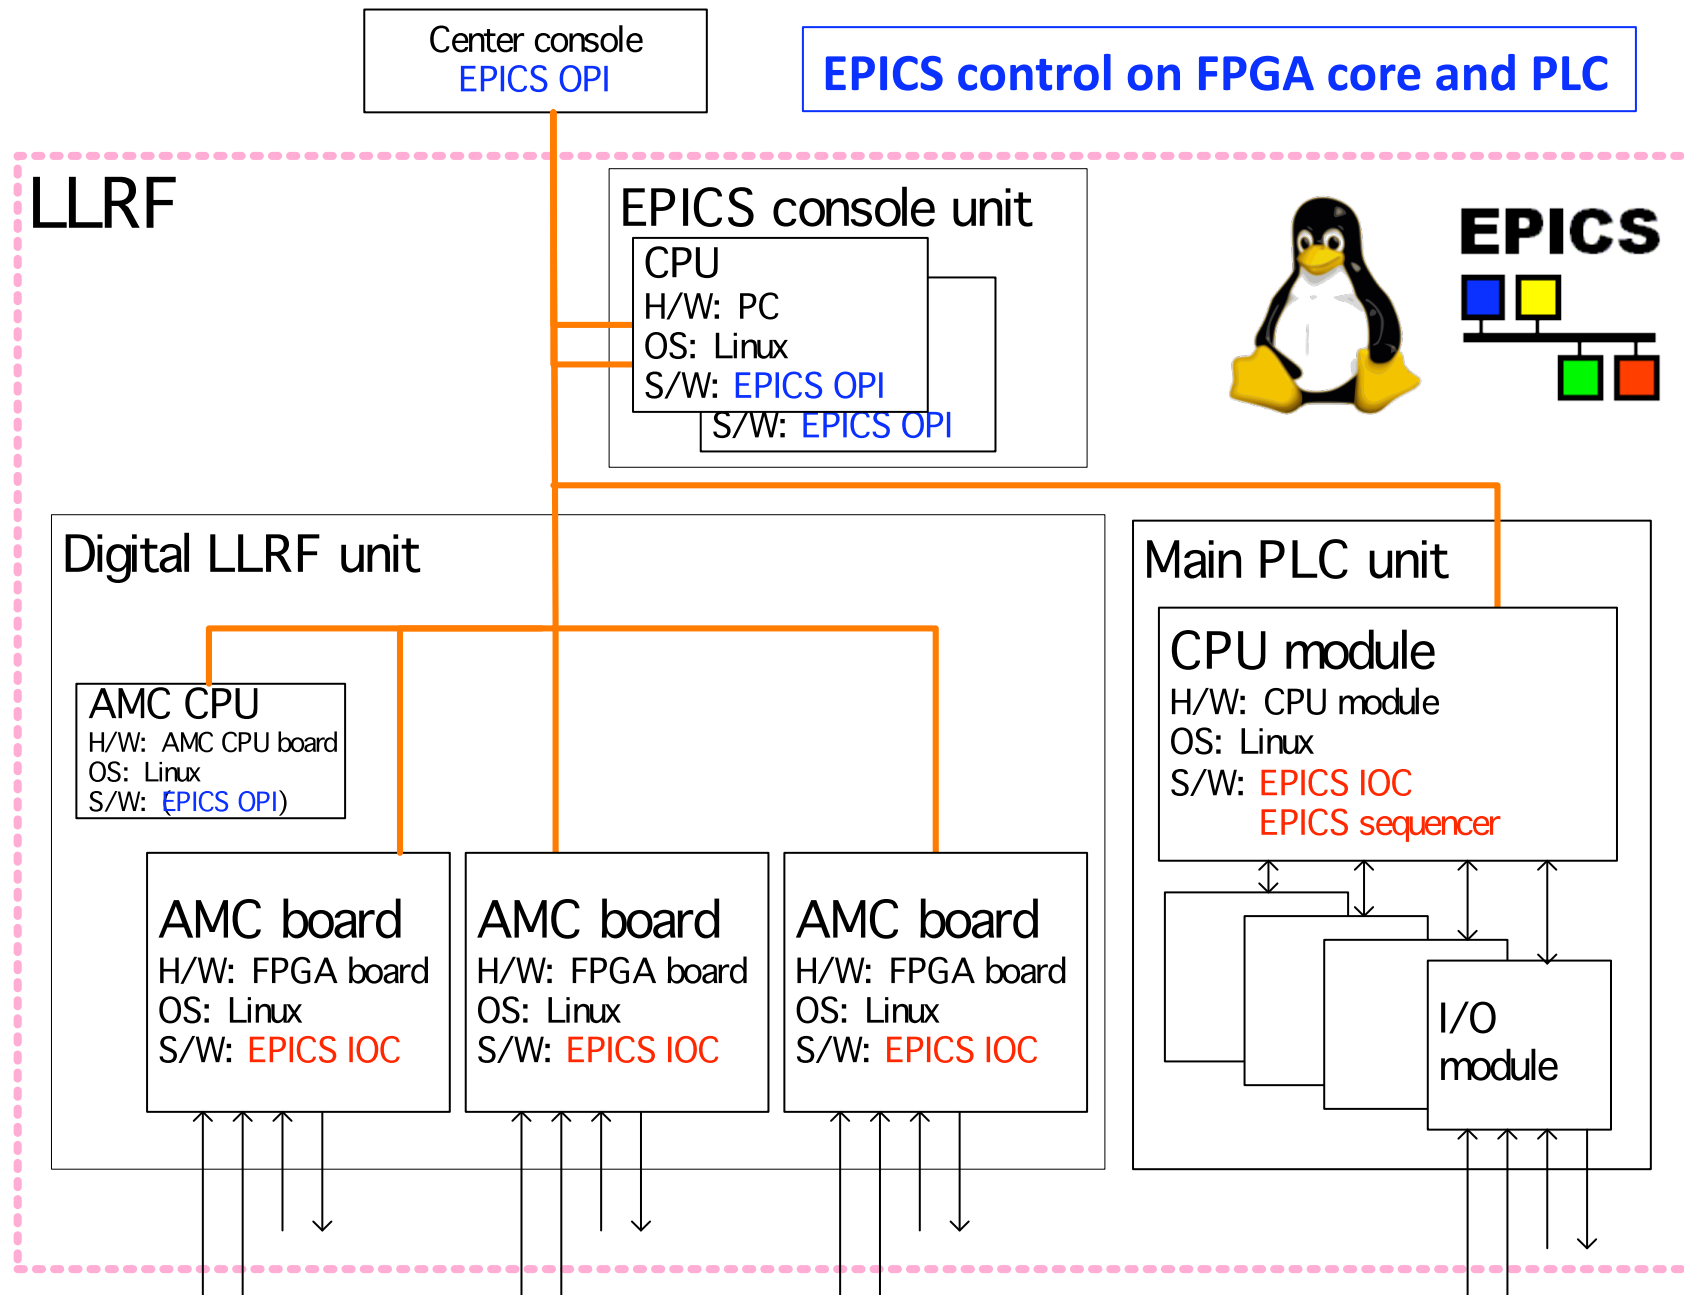 Center console
EPICS OPI
EPICS control on FPGA core and PLC
LLRF
EPICS console unit
CPU
H/W: PC
OS: Linux
S/W: EPICS OPI
S/W: EPICS OPI
EPICS
Digital LLRF unit
AMC CPU
H/W: AMC CPU board
OS: Linux
S/W: (EPICS OPI)
AMC board
H/W: FPGA board
OS: Linux
S/W: EPICS IOC
AMC board
H/W: FPGA board
OS: Linux
S/W: EPICS IOC
AMC board
H/W: FPGA board
OS: Linux
S/W: EPICS IOC
Main PLC unit
CPU module
H/W: CPU module
OS: Linux
S/W: EPICS IOC
EPICS sequencer
I/O
module